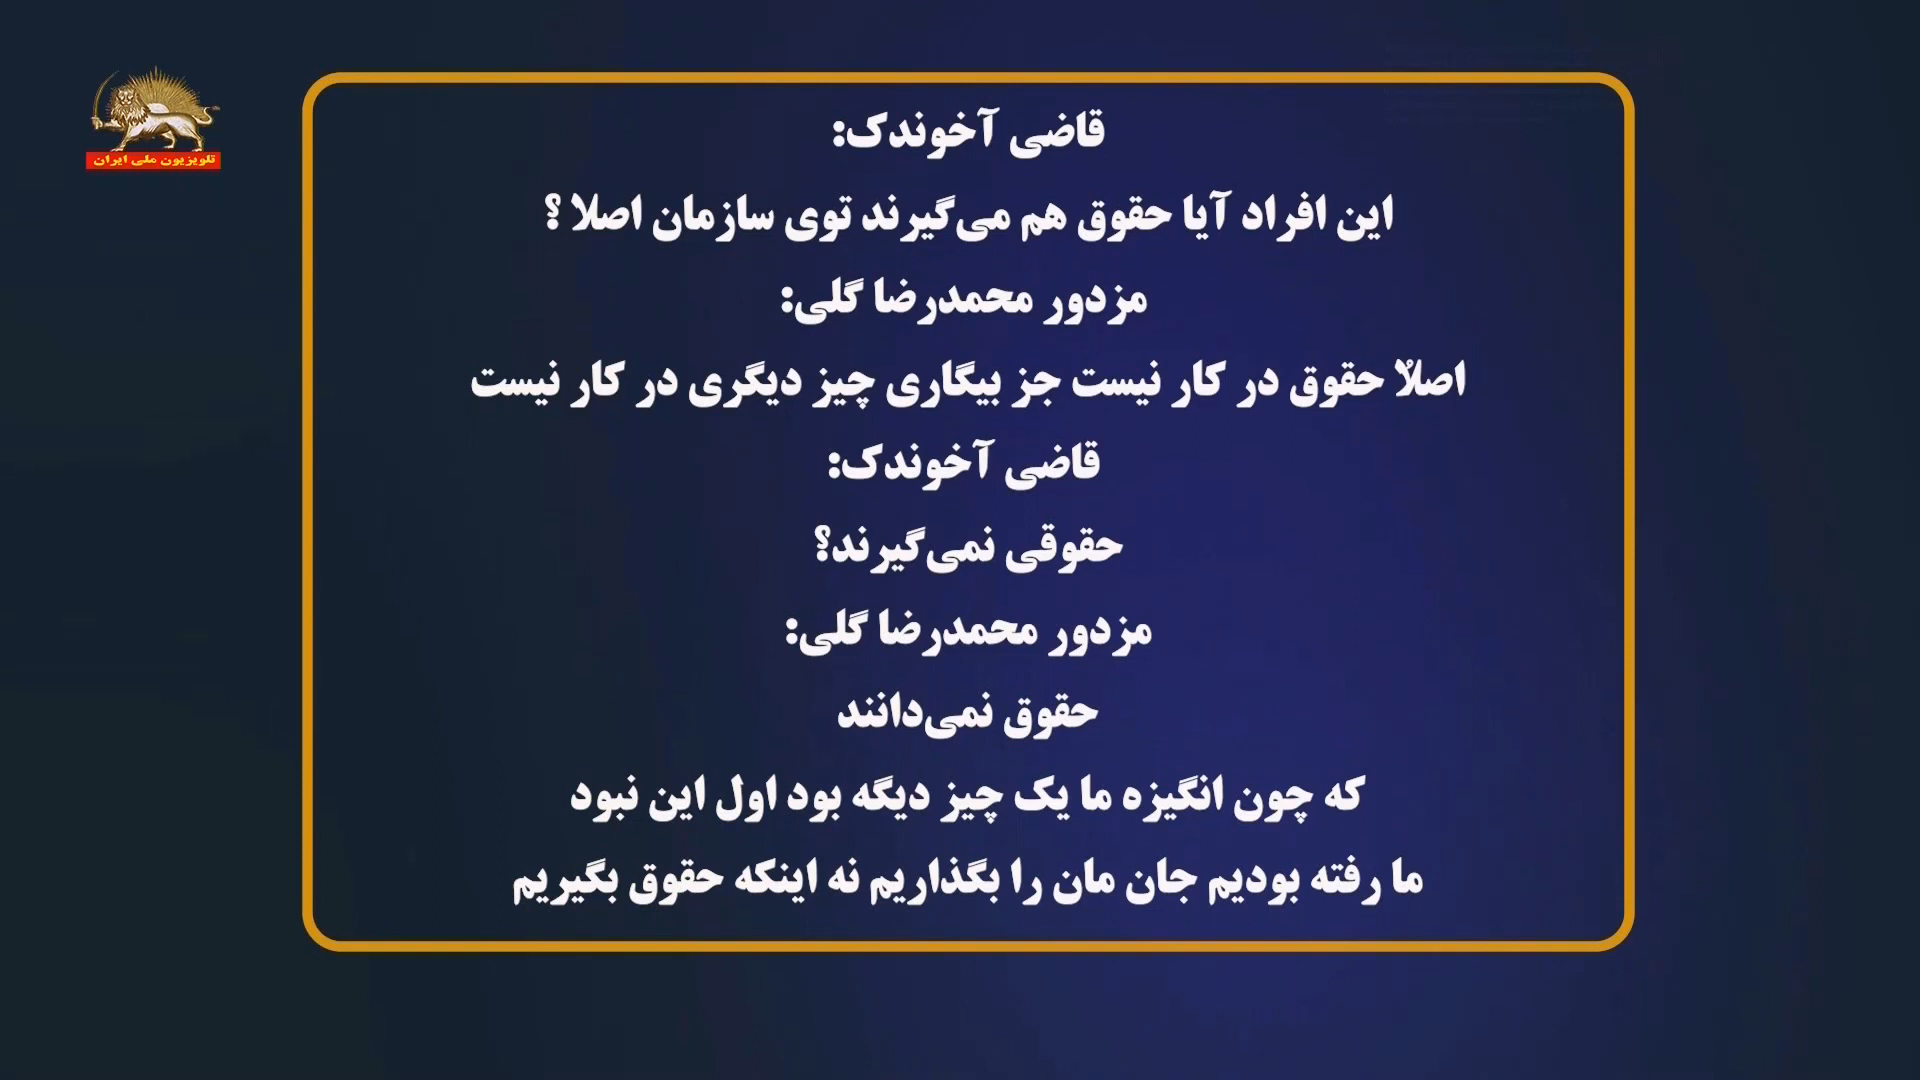 تلویزیون ملی ایران
قاضی آخوندک:
این افراد آیا حقوق هم می‌گیرند توی سازمان اصلا ؟
مزدور محمدرضا گلی:
اصلاٌ حقوق در کار نیست جز بیگاری چیز دیگری در کار نیست
قاضی آخوندک:
حقوقی نمی‌گیرند؟
مزدور محمدرضا گلی:
حقوق نمی‌دانند
که چون انگیزه ما یک چیز دیگه بود اول این نبود
ما رفته بودیم جان مان را بگذاریم نه اینکه حقوق بگیریم